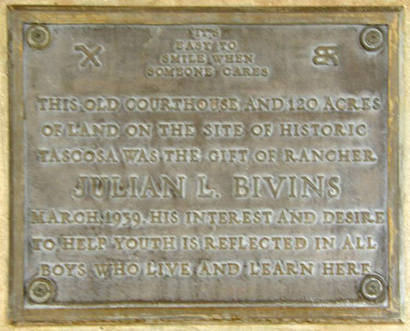 IT'S
EASY TO
SMILE WHEN
SOMEONE CARES
THIS OLD COURTHOUSE AND 120 ACRES
OF LAND ON THE SITE OF HISTORIC
TASCOSA WAS THE GIFT OF RANCHER
JULIAN L. BIVINS
MARCH, 1939. HIS INTEREST AND DESIRE
TO HELP YOUTH IS REFLECTED IN ALL
BOYS WHO LIVE AND LEARN HERE